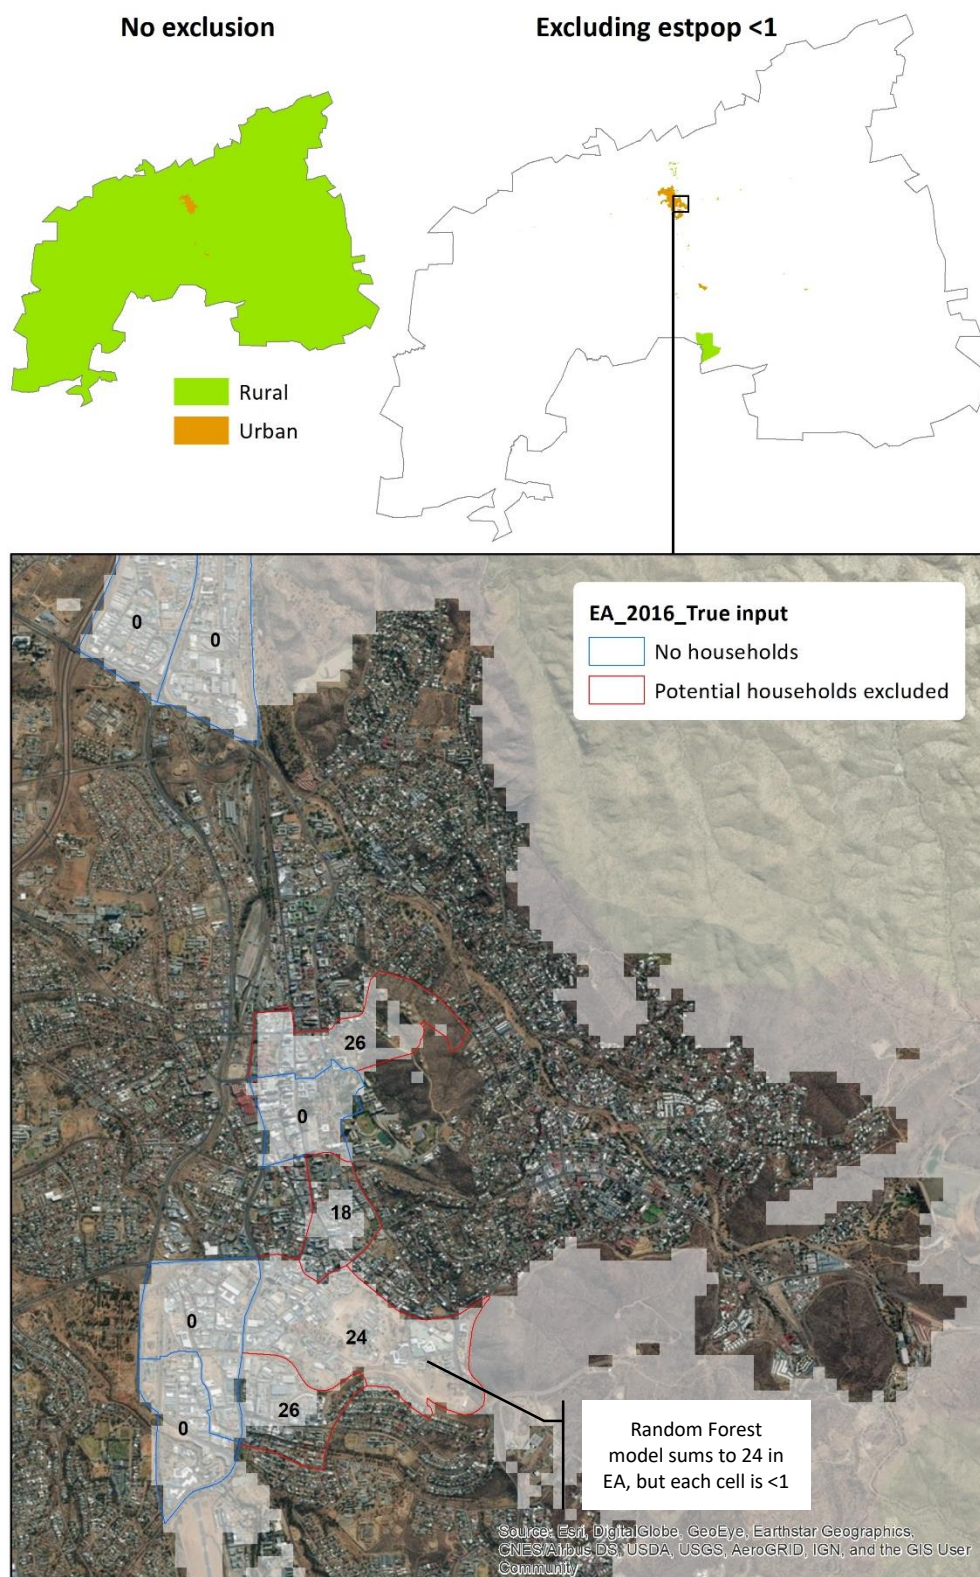 No exclusion
Excluding estpop <1
Rural
Urban
EA_2016_True input
No households
Potential households excluded
0
0
26
0
18
0
24
26
0
Random Forest
model sums to 24 in
EA, but each cell is <1
Source: Esri, DigitalGlobe, GeoEye, Earthstar Geographics,
CNES/Airbus DS, USDA, USGS, AeroGRID, IGN, and the GIS User
Community